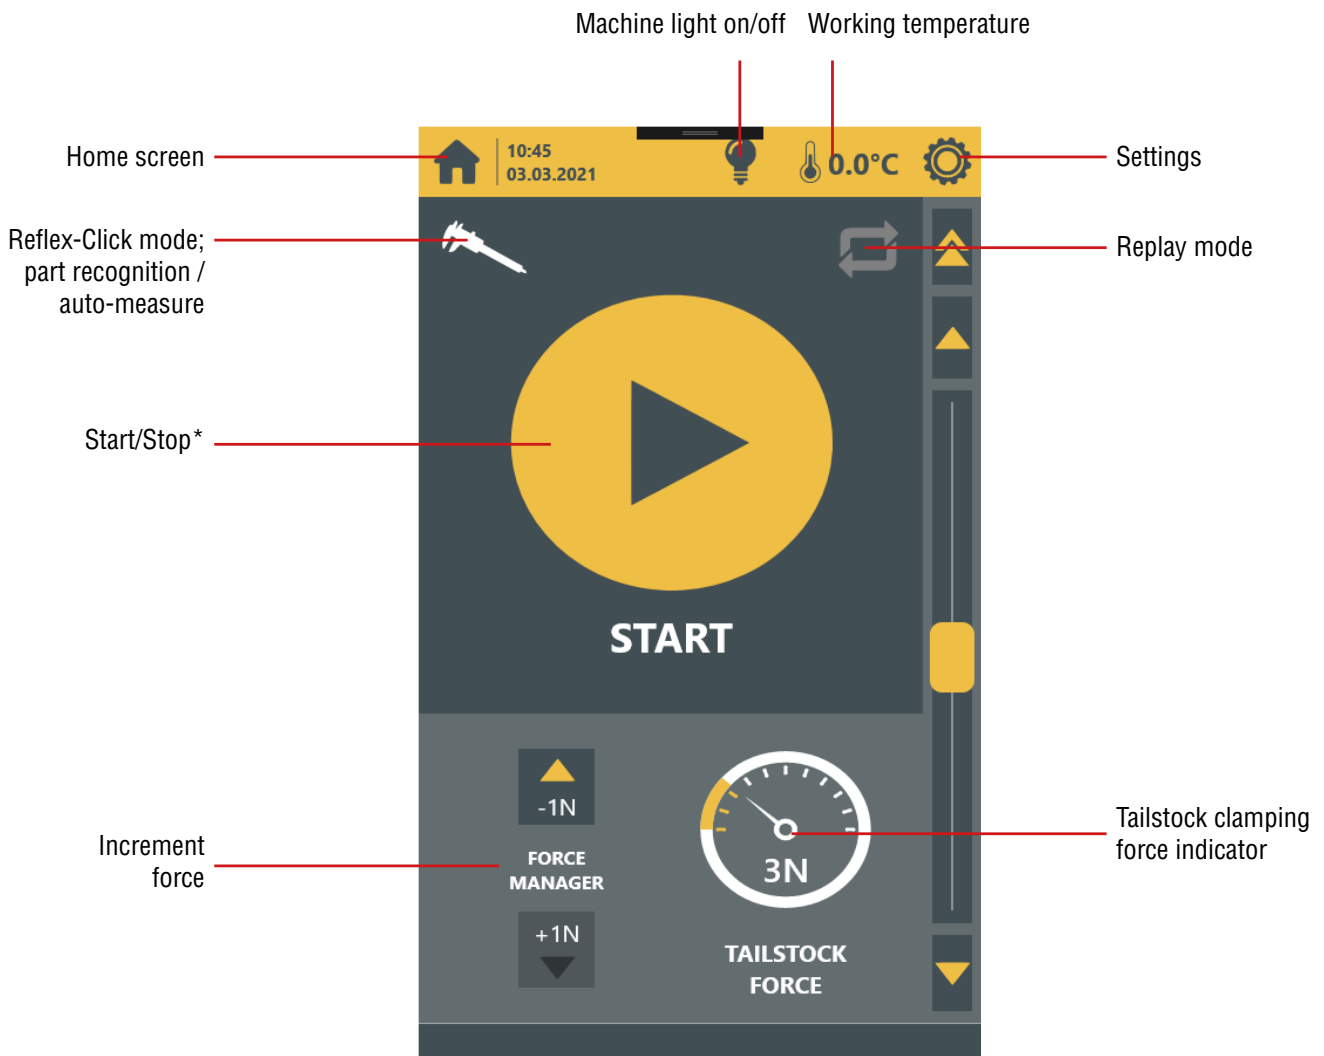 Machine light on/off
Working temperature
Home screen
10:45
03.03.2021
0.0°C
Settings
Reflex-Click mode;
part recognition /
auto-measure
Replay mode
Start/Stop*
START
-1N
Increment
force
FORCE
MANAGER
+1N
3N
TAILSTOCK
FORCE
Tailstock clamping
force indicator